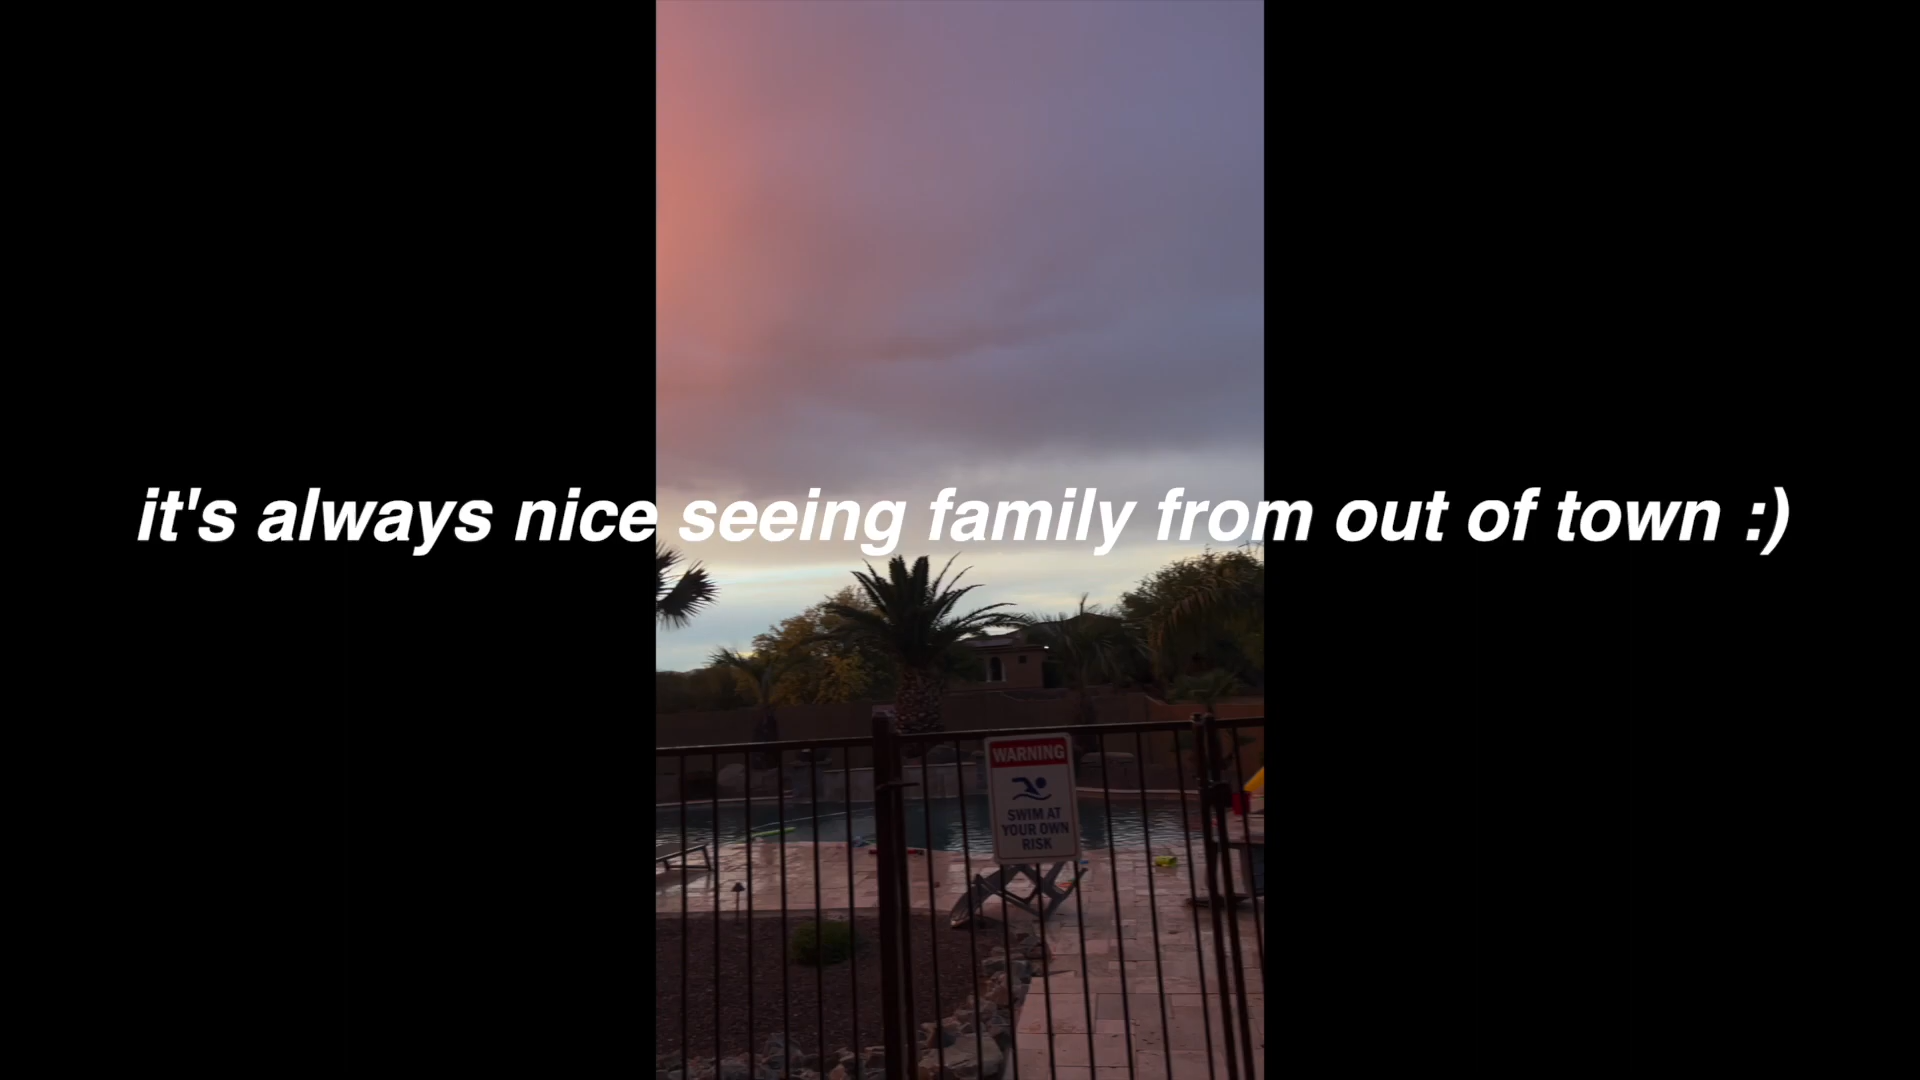 it's always nice seeing family from out of town :)
WARNING
SWIM AT
YOUR OWN
RISK